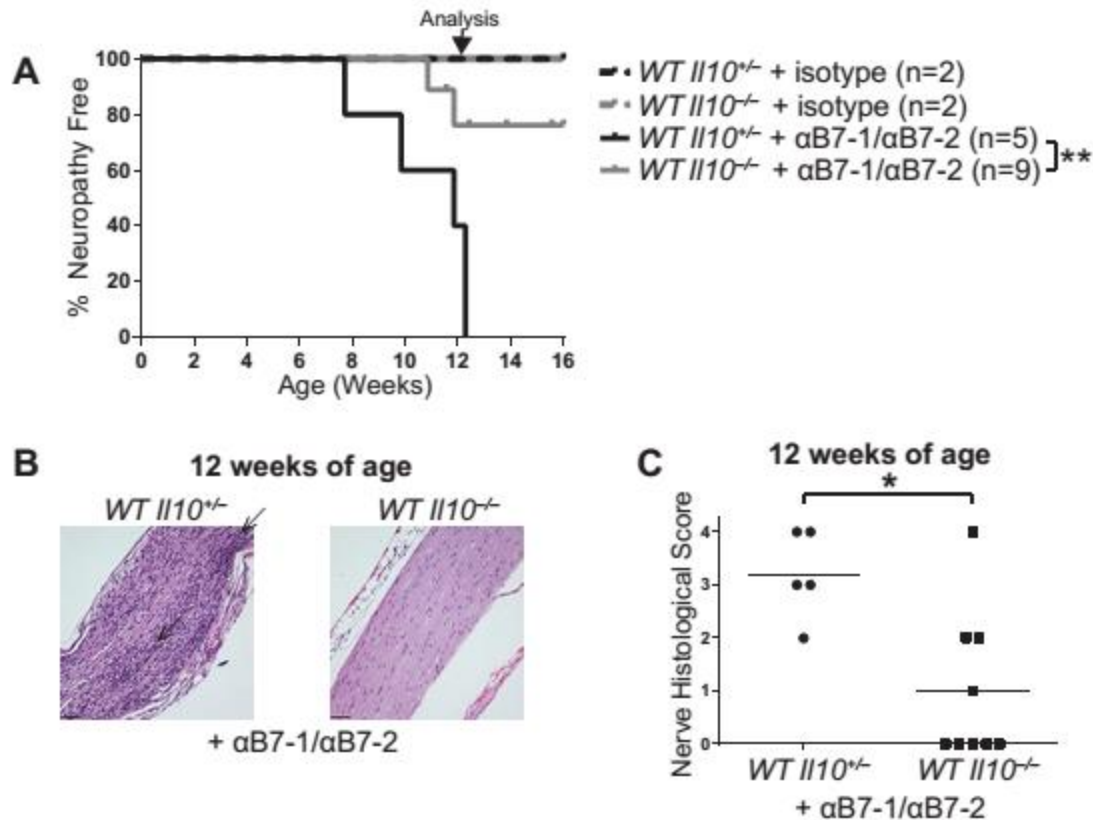 Analysis
A
% Neuropathy Free
100
80
60
40
20
0
0 2 4 6 8 10 12 14 16
Age (Weeks)
WT Il10+/– + isotype (n=2)
WT Il10–/– + isotype (n=2)
WT Il10+/– + αB7-1/αB7-2 (n=5)
WT Il10–/– + αB7-1/αB7-2 (n=9)
**
B
12 weeks of age
WT Il10+/– WT Il10–/–
+ αB7-1/αB7-2
C
12 weeks of age
*
Nerve Histological Score
4
3
2
1
0
WT Il10+/– WT Il10–/–
+ αB7-1/αB7-2